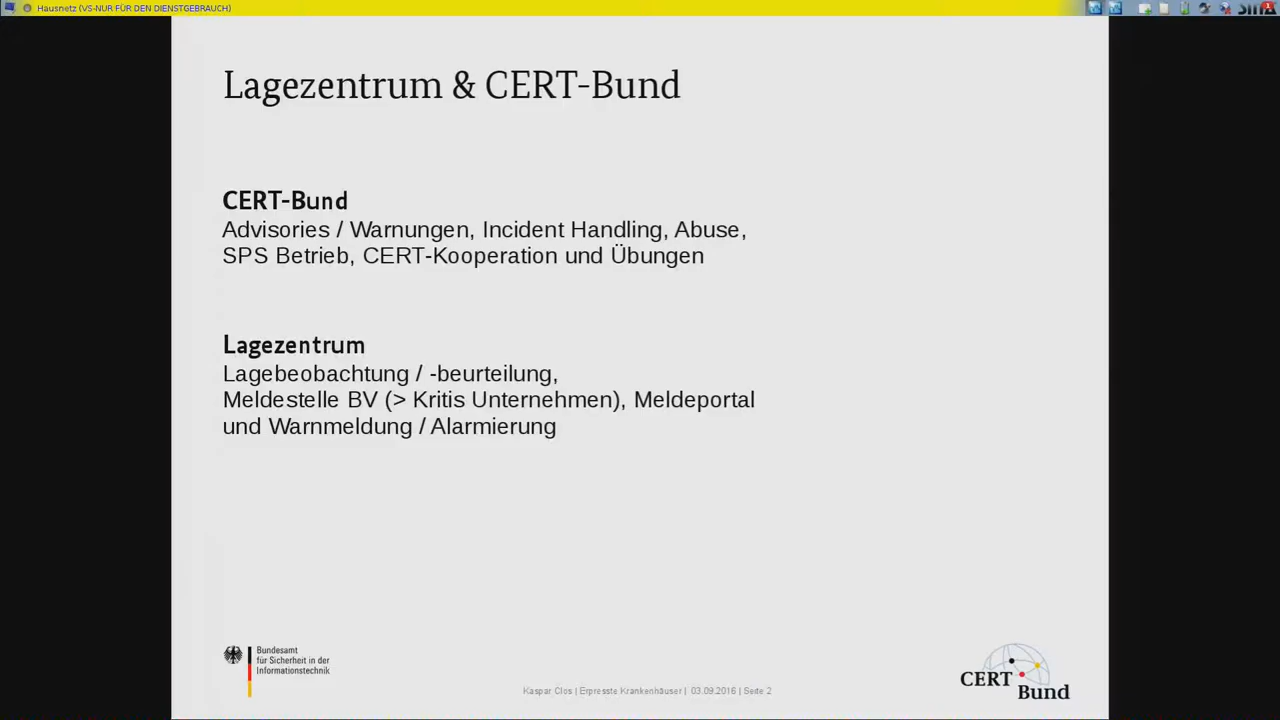 Hausnetz (VS-NUR FÜR DEN DIENSTGEBRAUCH)
Lagezentrum & CERT-Bund
CERT-Bund
Advisories / Warnungen, Incident Handling, Abuse,
SPS Betrieb, CERT-Kooperation und Übungen
Lagezentrum
Lagebeobachtung / -beurteilung,
Meldestelle BV (> Kritis Unternehmen), Meldeportal
und Warnmeldung / Alarmierung
Bundesamt
für Sicherheit in der
Informationstechnik
Kaspar Clos | Erpresste Krankenhäuser | 03.09.2016 | Seite 2
CERT
Bund